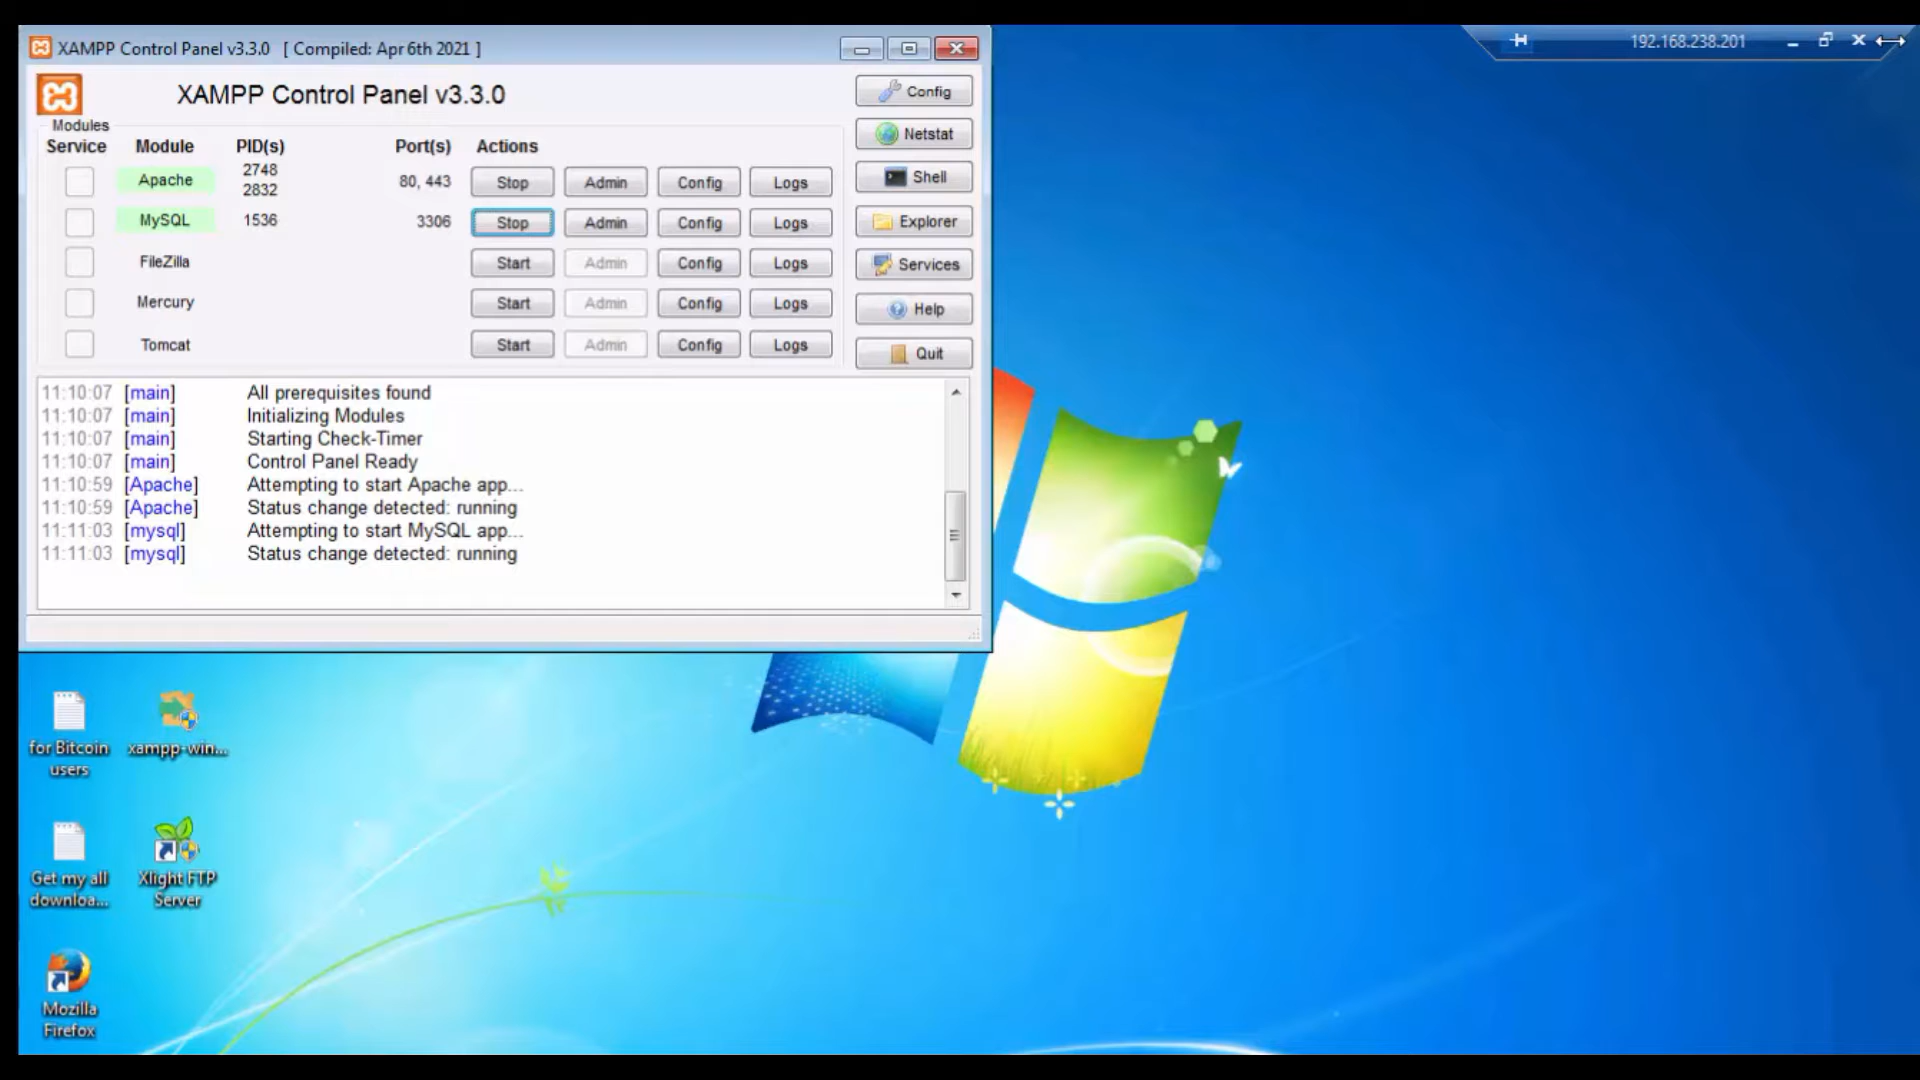 XAMPP Control Panel v3.3.0 [ Compiled: Apr 6th 2021 ]
192.168.238.201
XAMPP Control Panel v3.3.0
Config
Modules
Service Module PID(s) Port(s) Actions
Netstat
Apache 2748 2832 80, 443 Stop Admin Config Logs
Shell
MySQL 1536 3306 Stop Admin Config Logs
Explorer
FileZilla Start Admin Config Logs
Services
Mercury Start Admin Config Logs
Help
Tomcat Start Admin Config Logs
Quit
11:10:07 [main] All prerequisites found
11:10:07 [main] Initializing Modules
11:10:07 [main] Starting Check-Timer
11:10:07 [main] Control Panel Ready
11:10:59 [Apache] Attempting to start Apache app...
11:10:59 [Apache] Status change detected: running
11:11:03 [mysql] Attempting to start MySQL app...
11:11:03 [mysql] Status change detected: running
for Bitcoin
users
xampp-win...
Get my all
downloa...
Xlight FTP
Server
Mozilla
Firefox